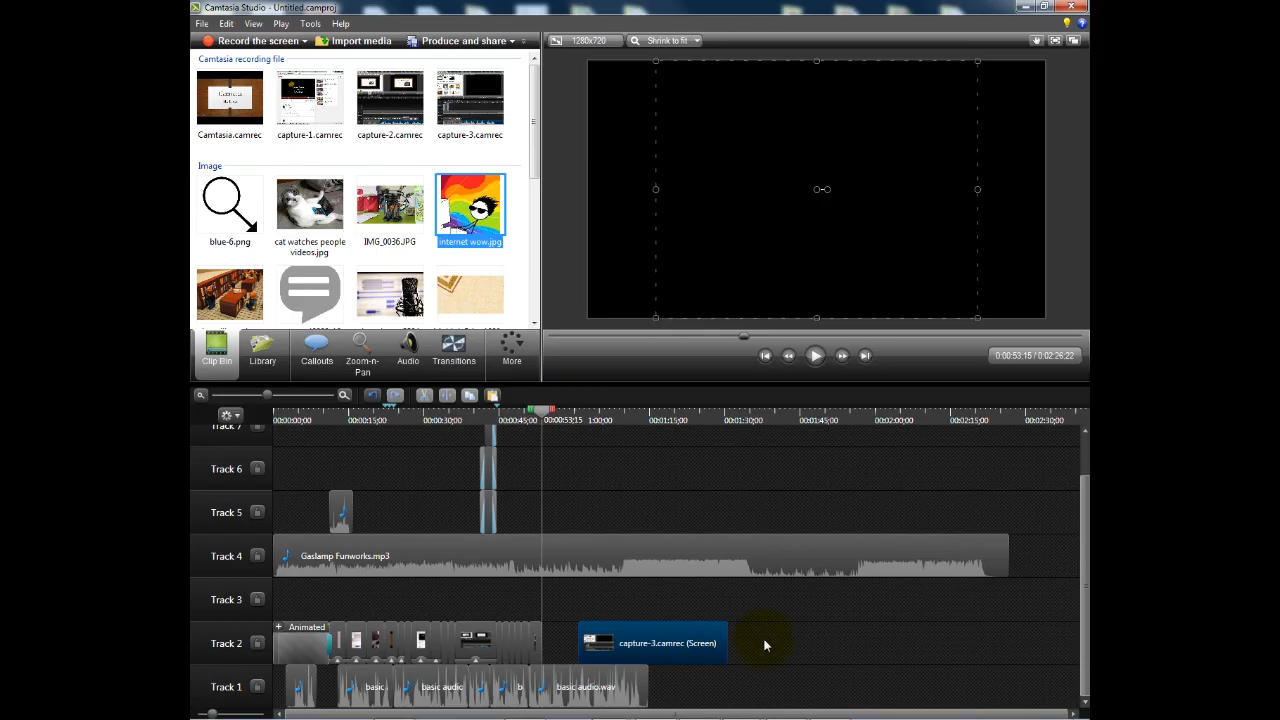 Camtasia Studio - Untitled.camproj
File Edit View Play Tools Help
Record the screen Import media Produce and share
1280x720 Shrink to fit
Camtasia recording file
Camtasia.camrec capture-1.camrec capture-2.camrec capture-3.camrec
Image
blue-6.png cat watches people videos.jpg IMG_0036.JPG internet wow.jpg
Clip Bin Library Callouts Zoom-n-Pan Audio Transitions More
0:00:53;15 / 0:02:26;22
00:00:00;00 00:00:15;00 00:00:30;00 00:00:45;00 00:00:53;15 1:00;00 00:01:15;00 00:01:30;00 00:01:45;00 00:02:00;00 00:02:15;00 00:02:30;00
Track 7
Track 6
Track 5
Track 4 Gaslamp Funworks.mp3
Track 3
Track 2 + Animated capture-3.camrec (Screen)
Track 1 basic basic audio b basic audio.wav